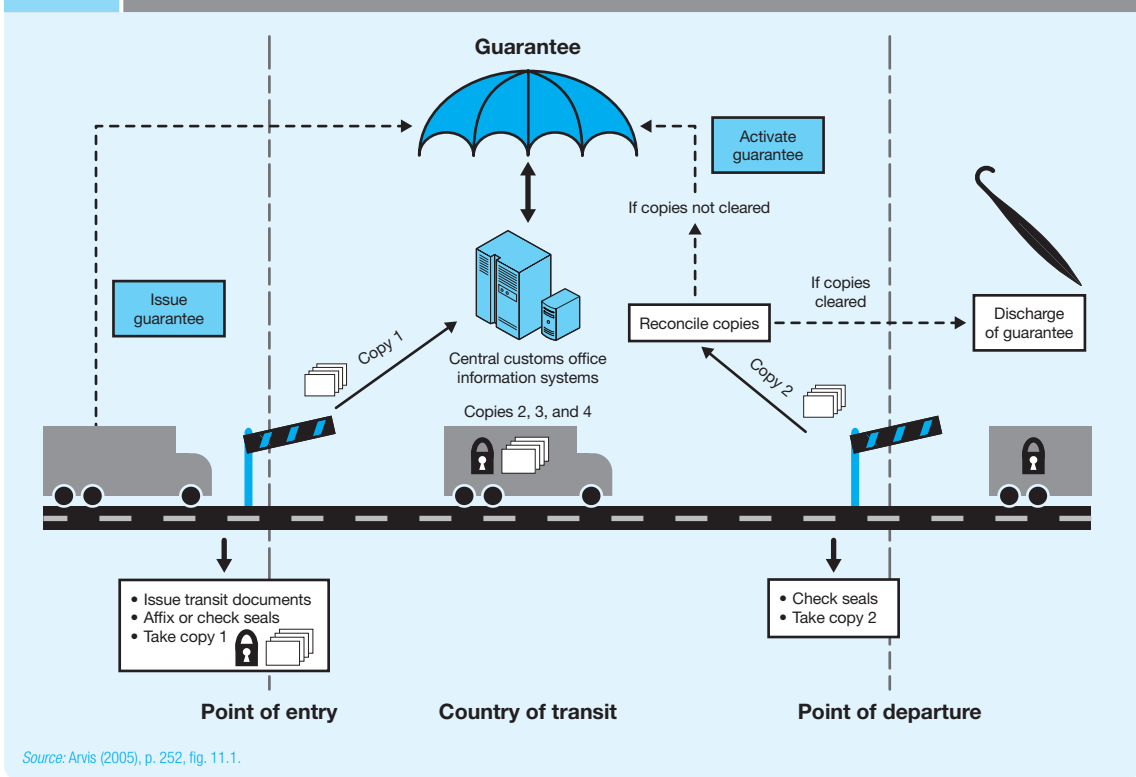 Guarantee
Activate
guarantee
If copies not cleared
Issue
guarantee
If copies
cleared
Reconcile copies
Discharge
of guarantee
Copy 1
Central customs office
information systems
Copy 2
Copies 2, 3, and 4
• Issue transit documents
• Affix or check seals
• Take copy 1
• Check seals
• Take copy 2
Point of entry
Country of transit
Point of departure
Source: Arvis (2005), p. 252, fig. 11.1.